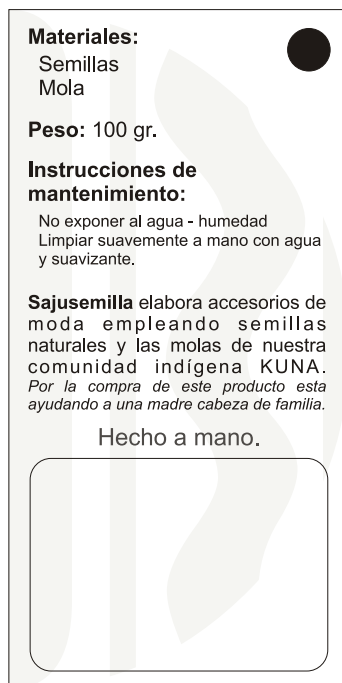 Materiales:
Semillas
Mola
Peso: 100 gr.
Instrucciones de
mantenimiento:
No exponer al agua - humedad
Limpiar suavemente a mano con agua
y suavizante.
Sajusemilla elabora accesorios de
moda empleando semillas
naturales y las molas de nuestra
comunidad indígena KUNA.
Por la compra de este producto esta
ayudando a una madre cabeza de familia.
Hecho a mano.